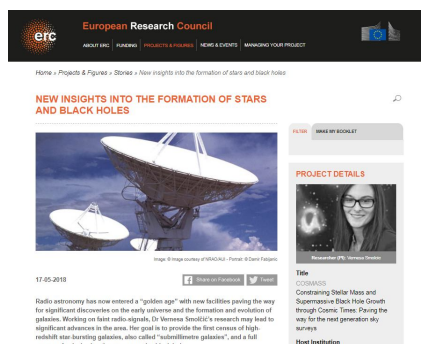 erc
European Research Council
ABOUT ERC
FUNDING
PROJECTS & FIGURES
NEWS & EVENTS
MANAGING YOUR PROJECT
Home » Projects & Figures » Stories » New insights into the formation of stars and black holes
NEW INSIGHTS INTO THE FORMATION OF STARS
AND BLACK HOLES
FILTER
MAKE MY BOOKLET
Image: © Image courtesy of NRAO/AUI - Portrait: © Damir Fabijanic
17-05-2018
Share on Facebook
Tweet
Radio astronomy has now entered a “golden age” with new facilities paving the way
for significant discoveries on the early universe and the formation and evolution of
galaxies. Working on faint radio signals, Dr Vernesa Smolčić's research may lead to
significant advances in the area. Her goal is to provide the first census of high-
redshift star-bursting galaxies, also called “submillimetre galaxies”, and a full
PROJECT DETAILS
Researcher (PI): Vernesa Smolcic
Title
COSMASS
Constraining Stellar Mass and
Supermassive Black Hole Growth
through Cosmic Times: Paving the
way for the next generation sky
surveys
Host Institution